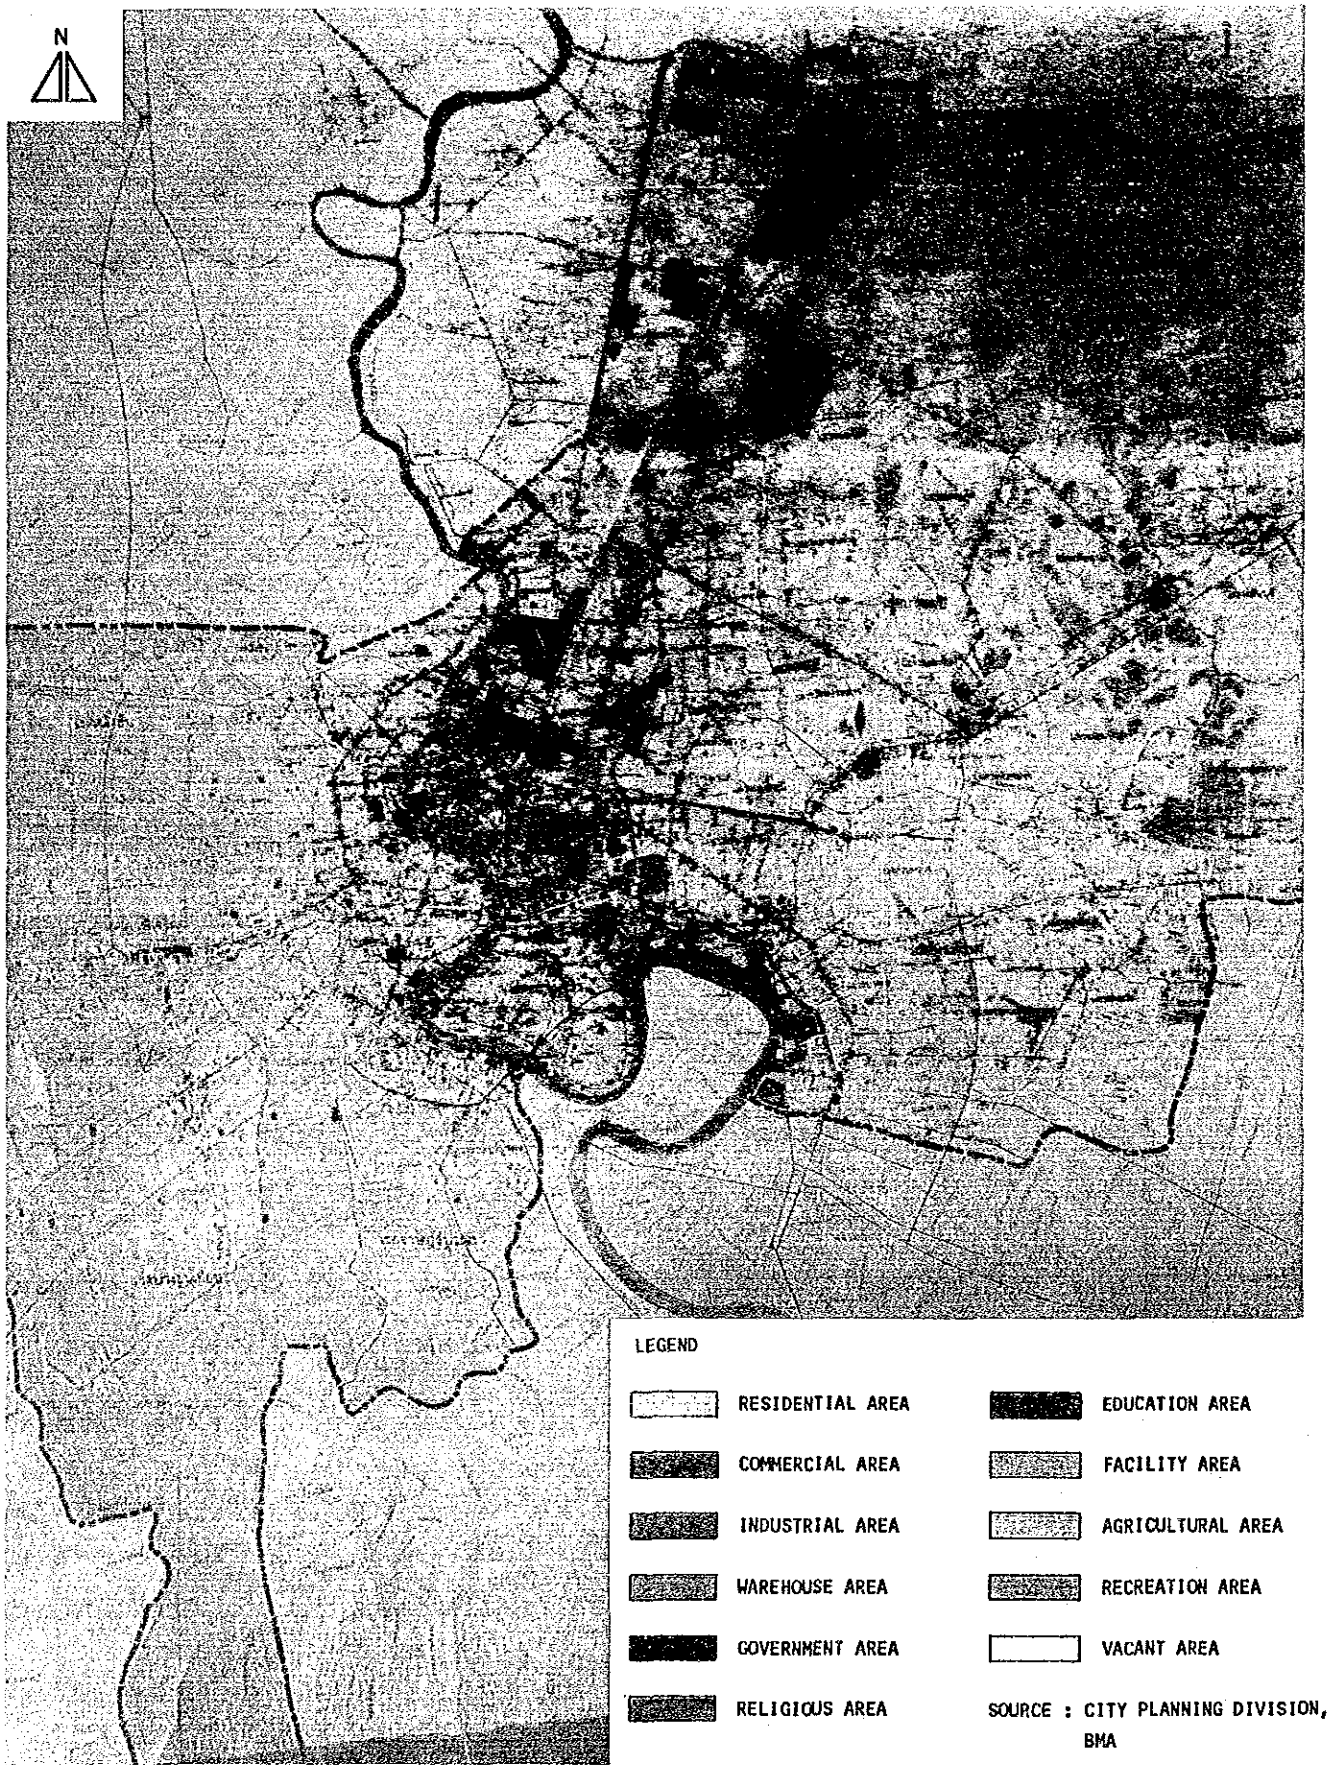 N
LEGEND
RESIDENTIAL AREA
COMMERCIAL AREA
INDUSTRIAL AREA
WAREHOUSE AREA
GOVERNMENT AREA
RELIGIOUS AREA
EDUCATION AREA
FACILITY AREA
AGRICULTURAL AREA
RECREATION AREA
VACANT AREA
SOURCE : CITY PLANNING DIVISION,
BMA